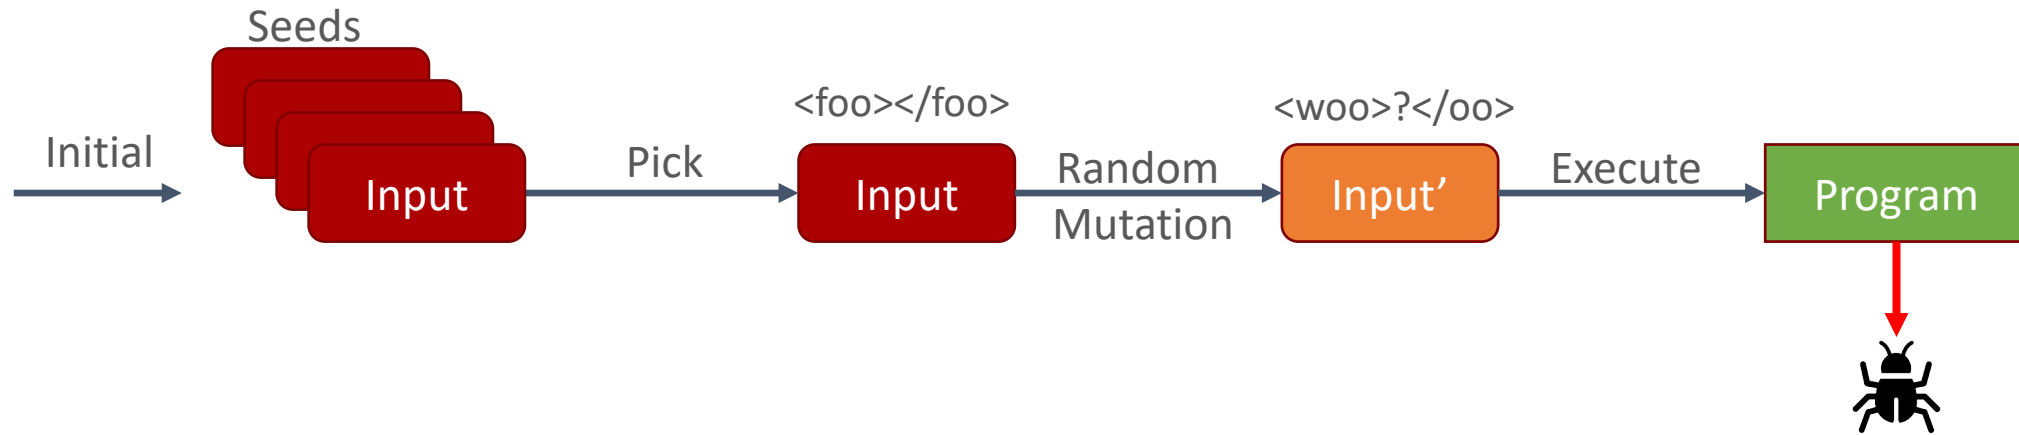 Seeds
Initial
Input
Pick
<foo></foo>
Input
Random
Mutation
<woo>?</oo>
Input’
Execute
Program